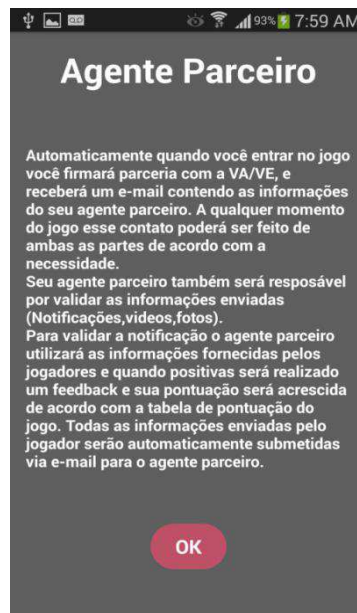 93% 7:59 AM
Agente Parceiro
Automaticamente quando você entrar no jogo
você firmará parceria com a VA/VE, e
receberá um e-mail contendo as informações
do seu agente parceiro. A qualquer momento
do jogo esse contato poderá ser feito de
ambas as partes de acordo com a
necessidade.
Seu agente parceiro também será resposável
por validar as informações enviadas
(Notificações,videos,fotos).
Para validar a notificação o agente parceiro
utilizará as informações fornecidas pelos
jogadores e quando positivas será realizado
um feedback e sua pontuação será acrescida
de acordo com a tabela de pontuação do
jogo. Todas as informações enviadas pelo
jogador serão automaticamente submetidas
via e-mail para o agente parceiro.
OK